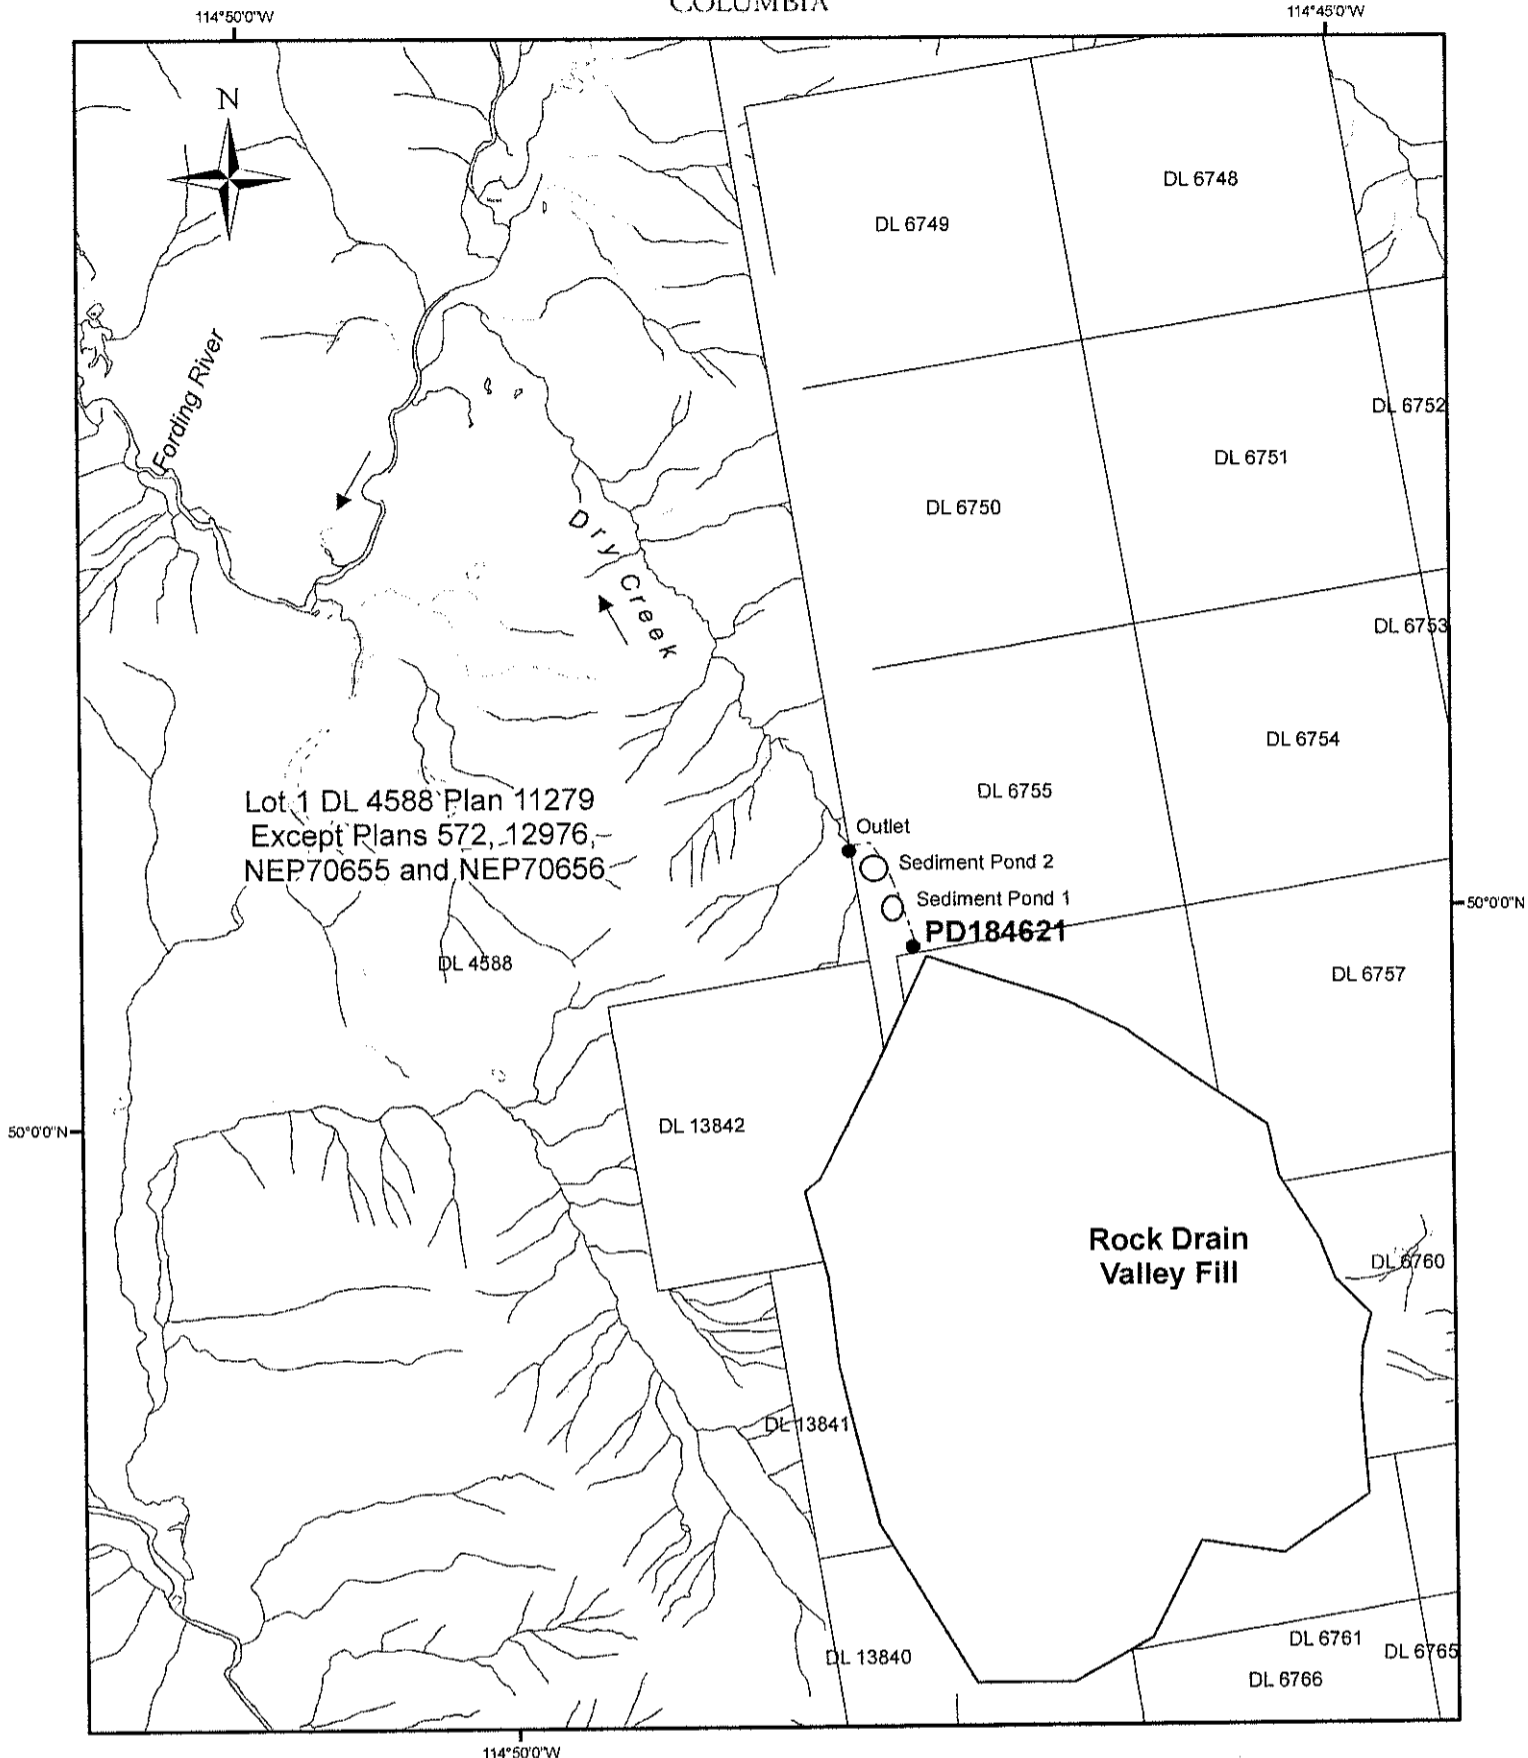 COLUMBIA
114°50'0"W
114°45'0"W
N
DL 6748
DL 6749
Fording River
DL 6752
DL 6751
DL 6750
Dry Creek
DL 6753
DL 6754
DL 6755
Lot 1 DL 4588 Plan 11279
Except Plans 572, 12976,
NEP70655 and NEP70656
Outlet
Sediment Pond 2
Sediment Pond 1
50°0'0"N
PD184621
DL 4588
DL 6757
50°0'0"N
DL 13842
Rock Drain
Valley Fill
DL 6760
DL 13841
DL 13840
DL 6761
DL 6765
DL 6766
114°50'0"W